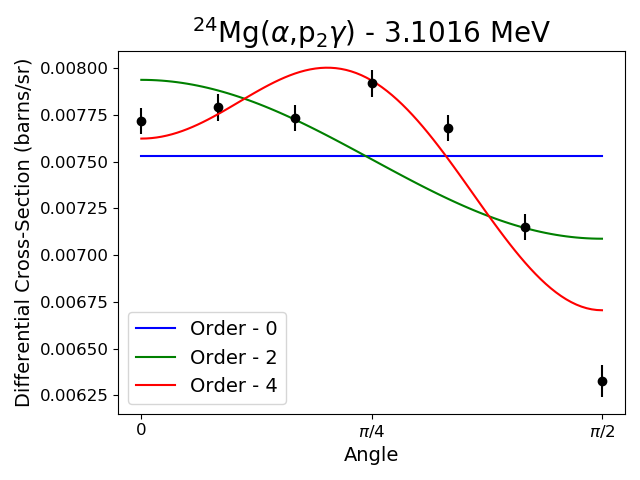 ²⁴Mg(α,p₂γ) - 3.1016 MeV
Differential Cross-Section (barns/sr)
0.00800
0.00775
0.00750
0.00725
0.00700
0.00675
0.00650
0.00625
Order - 0
Order - 2
Order - 4
0
π/4
π/2
Angle